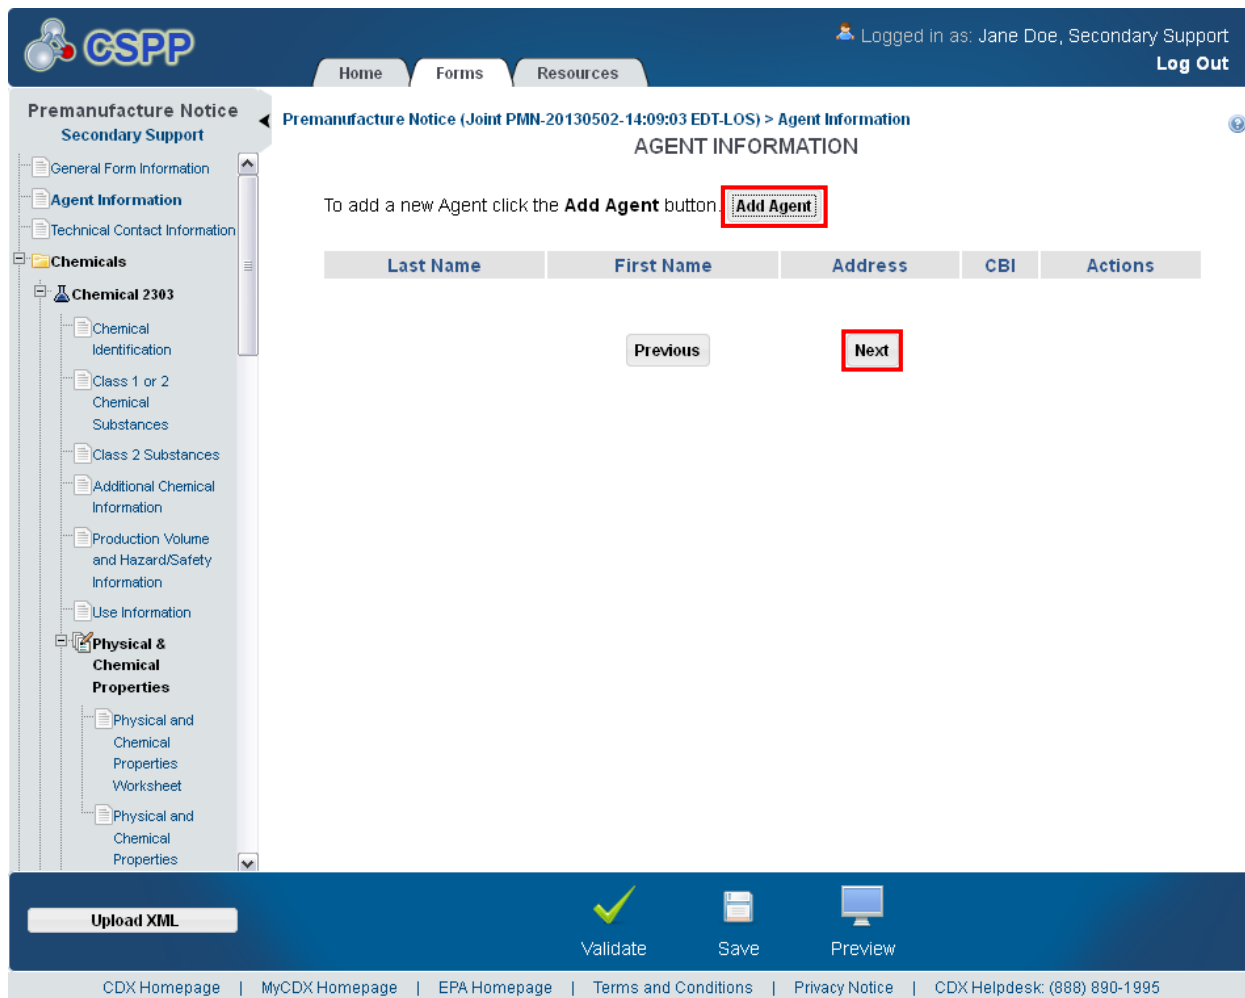 CSPP
Logged in as: Jane Doe, Secondary Support
Log Out
Home Forms Resources
Premanufacture Notice
Secondary Support
General Form Information
Agent Information
Technical Contact Information
Chemicals
Chemical 2303
Chemical
Identification
Class 1 or 2
Chemical
Substances
Class 2 Substances
Additional Chemical
Information
Production Volume
and Hazard/Safety
Information
Use Information
Physical &
Chemical
Properties
Physical and
Chemical
Properties
Worksheet
Physical and
Chemical
Properties
Premanufacture Notice (Joint PMN-20130502-14:09:03 EDT-LOS) > Agent Information
AGENT INFORMATION
To add a new Agent click the Add Agent button. Add Agent
Last Name First Name Address CBI Actions
Previous Next
Upload XML
Validate Save Preview
CDX Homepage | MyCDX Homepage | EPA Homepage | Terms and Conditions | Privacy Notice | CDX Helpdesk: (888) 890-1995